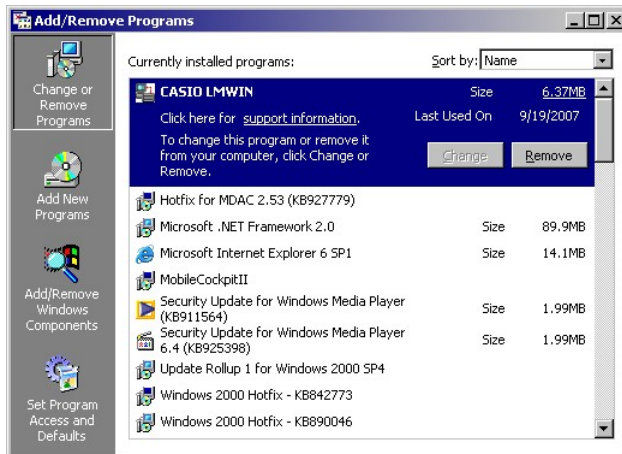 Add/Remove Programs
Change or
Remove
Programs
Add New
Programs
Add/Remove
Windows
Components
Set Program
Access and
Defaults
Currently installed programs:
Sort by: Name
CASIO LMWIN Size 6.37MB
Click here for support information. Last Used On 9/19/2007
To change this program or remove it
from your computer, click Change or
Remove.
Change Remove
Hotfix for MDAC 2.53 (KB927779)
Microsoft .NET Framework 2.0 Size 89.9MB
Microsoft Internet Explorer 6 SP1 Size 14.1MB
MobileCockpitII
Security Update for Windows Media Player
(KB911564) Size 1.99MB
Security Update for Windows Media Player
6.4 (KB925398) Size 1.99MB
Update Rollup 1 for Windows 2000 SP4
Windows 2000 Hotfix - KB842773
Windows 2000 Hotfix - KB890046